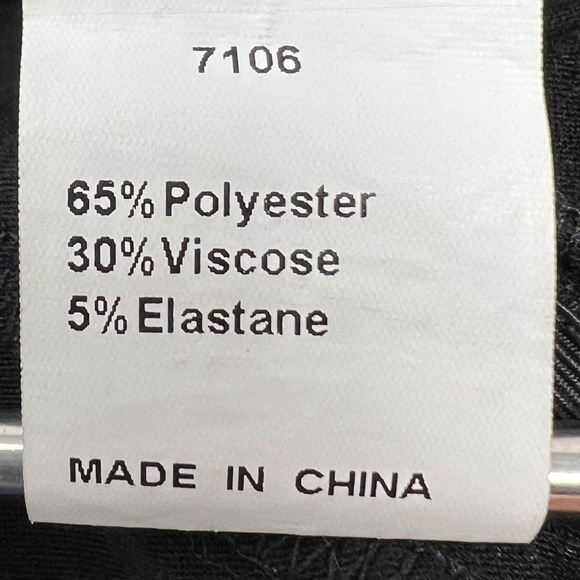 7106
65% Polyester
30% Viscose
5% Elastane
MADE IN CHINA